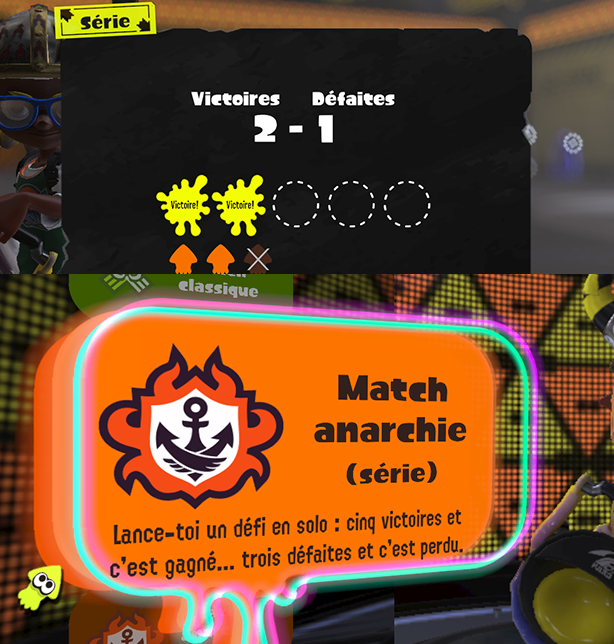 Série
Victoires Défaites
2 - 1
Victoire! Victoire!
classique
Match
anarchie
(série)
Lance-toi un défi en solo : cinq victoires et
c'est gagné... trois défaites et c'est perdu.